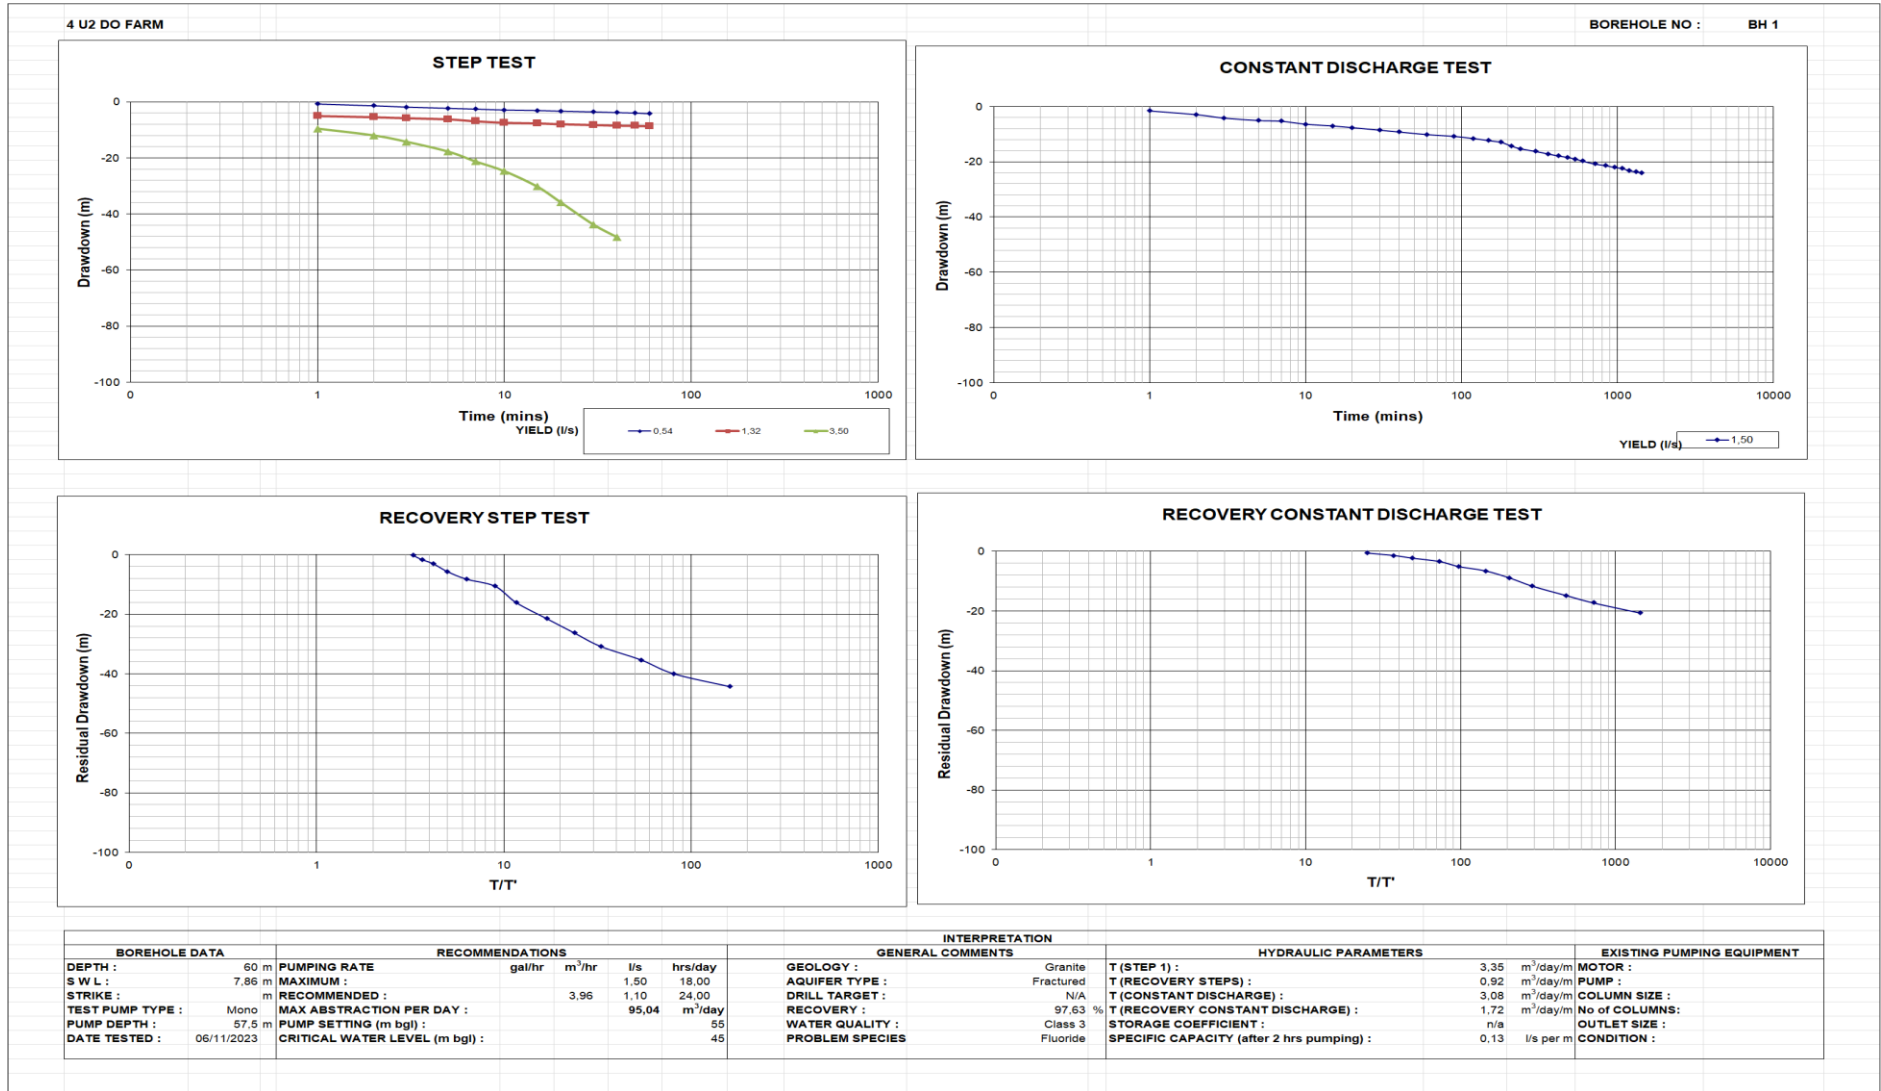 4 U2 DO FARM
BOREHOLE NO : BH 1
STEP TEST
0
-20
-40
-60
-80
-100
Drawdown (m)
0 1 10 100 1000
Time (mins)
YIELD (l/s) 0,54 1,32 3,50
CONSTANT DISCHARGE TEST
0
-20
-40
-60
-80
-100
Drawdown (m)
0 1 10 100 1000 10000
Time (mins)
YIELD (l/s) 1,50
RECOVERY STEP TEST
0
-20
-40
-60
-80
-100
Residual Drawdown (m)
0 1 10 100 1000
T/T'
RECOVERY CONSTANT DISCHARGE TEST
0
-20
-40
-60
-80
-100
Residual Drawdown (m)
0 1 10 100 1000 10000
T/T'
INTERPRETATION
BOREHOLE DATA RECOMMENDATIONS GENERAL COMMENTS HYDRAULIC PARAMETERS EXISTING PUMPING EQUIPMENT
DEPTH : 60 m PUMPING RATE gal/hr m³/hr l/s hrs/day GEOLOGY : Granite T (STEP 1) : 3,35 m³/day/m MOTOR :
S W L : 7,86 m MAXIMUM : 1,50 18,00 AQUIFER TYPE : Fractured T (RECOVERY STEPS) : 0,92 m³/day/m PUMP :
STRIKE : m RECOMMENDED : 3,96 1,10 24,00 DRILL TARGET : N/A T (CONSTANT DISCHARGE) : 3,08 m³/day/m COLUMN SIZE :
TEST PUMP TYPE : Mono MAX ABSTRACTION PER DAY : 95,04 m³/day RECOVERY : 97,63 % T (RECOVERY CONSTANT DISCHARGE) : 1,72 m³/day/m No of COLUMNS:
PUMP DEPTH : 57,5 m PUMP SETTING (m bgl) : 55 WATER QUALITY : Class 3 STORAGE COEFFICIENT : n/a OUTLET SIZE :
DATE TESTED : 06/11/2023 CRITICAL WATER LEVEL (m bgl) : 45 PROBLEM SPECIES Fluoride SPECIFIC CAPACITY (after 2 hrs pumping) : 0,13 l/s per m CONDITION :